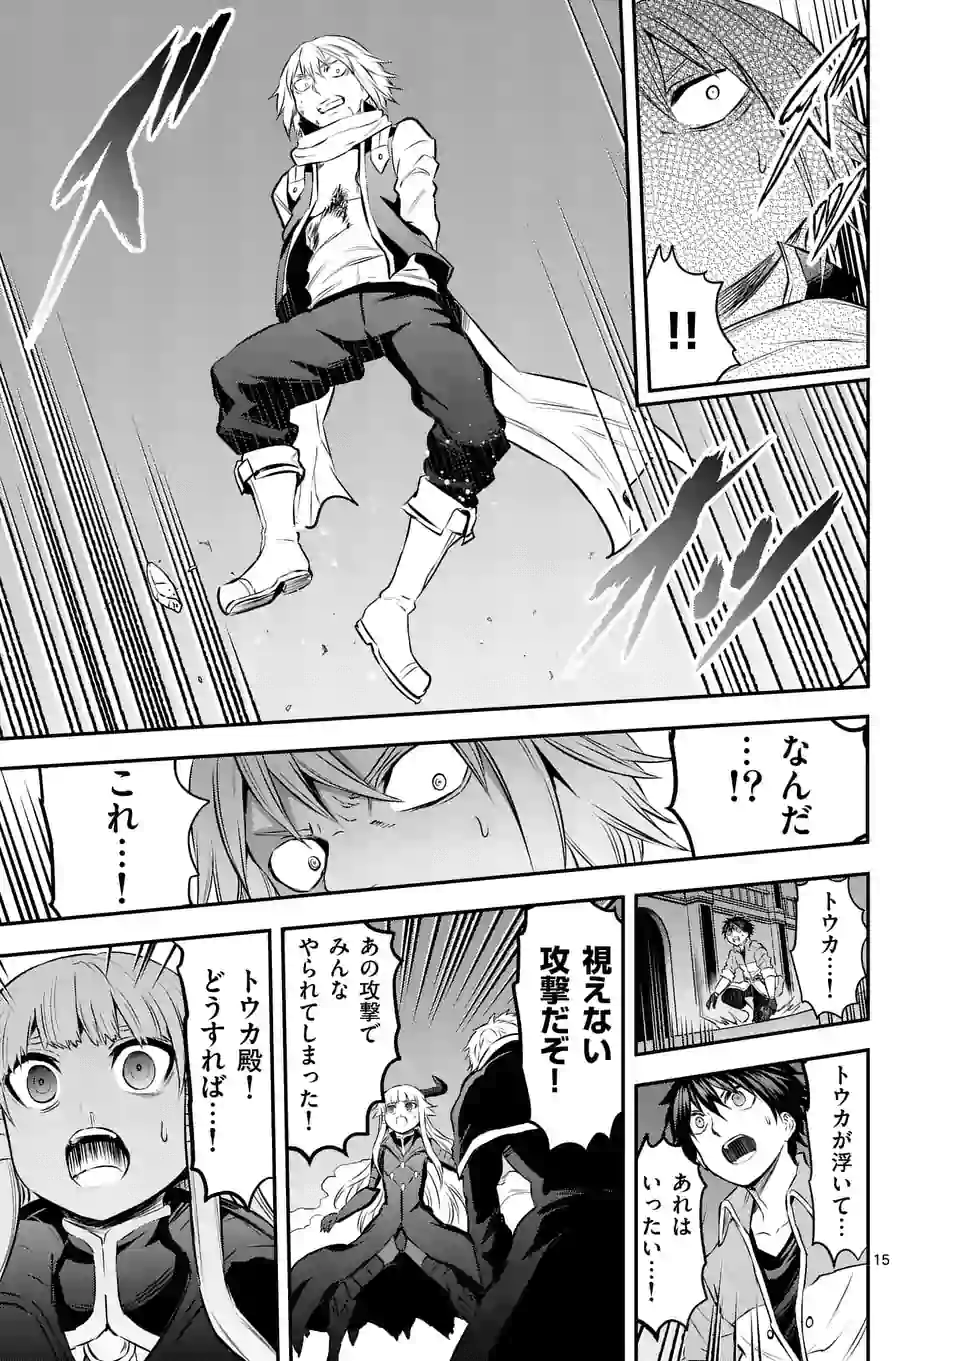 !!
ズ
ズ
ズッ
なんだ
…!?
これ…！
トウカ…！
トウカが浮いて…
あれは
いったい…！
視えない
攻撃だぞ！
あの攻撃で
みんな
やられてしまった！
トウカ殿！
どうすれば…！
15